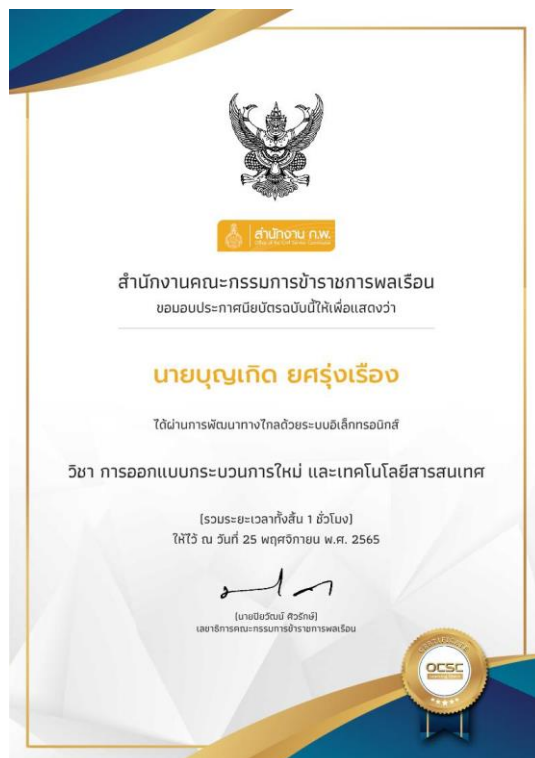 สำนักงาน ก.พ.
Office of the Civil Service Commission
สำนักงานคณะกรรมการข้าราชการพลเรือน
ขอมอบประกาศนียบัตรฉบับนี้ให้เพื่อแสดงว่า
นายบุญเกิด ยศรุ่งเรือง
ได้ผ่านการพัฒนาทางไกลด้วยระบบอิเล็กทรอนิกส์
วิชา การออกแบบกระบวนการใหม่ และเทคโนโลยีสารสนเทศ
(รวมระยะเวลาทั้งสิ้น 1 ชั่วโมง)
ให้ไว้ ณ วันที่ 25 พฤศจิกายน พ.ศ. 2565
(นายปิยวัฒน์ ศิวรักษ์)
เลขาธิการคณะกรรมการข้าราชการพลเรือน
CERTIFICATE
OCSC